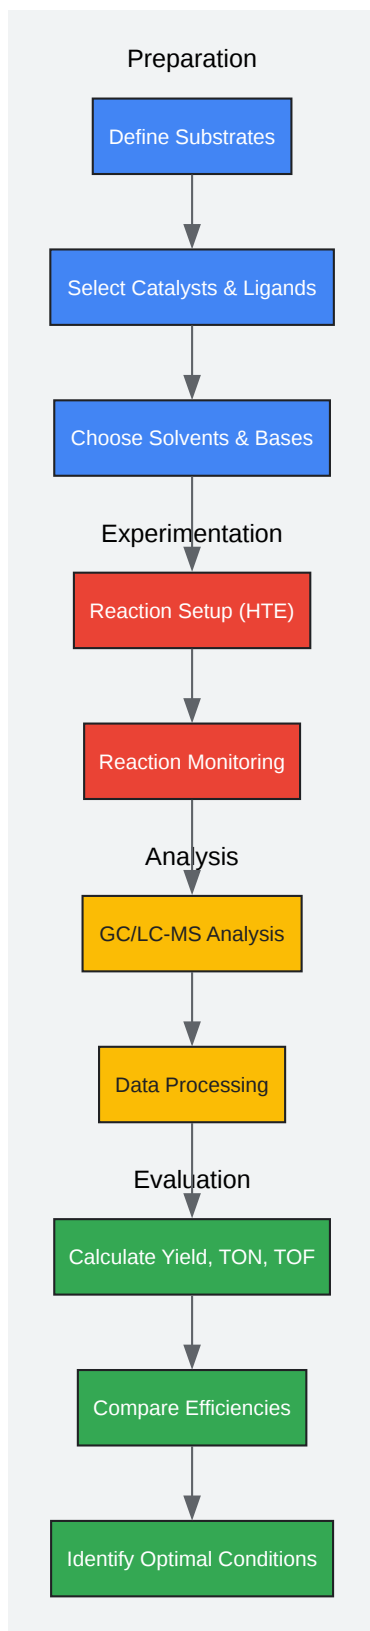 Preparation
Define Substrates
Select Catalysts & Ligands
Choose Solvents & Bases
Experimentation
Reaction Setup (HTE)
Reaction Monitoring
Analysis
GC/LC-MS Analysis
Data Processing
Evaluation
Calculate Yield, TON, TOF
Compare Efficiencies
Identify Optimal Conditions